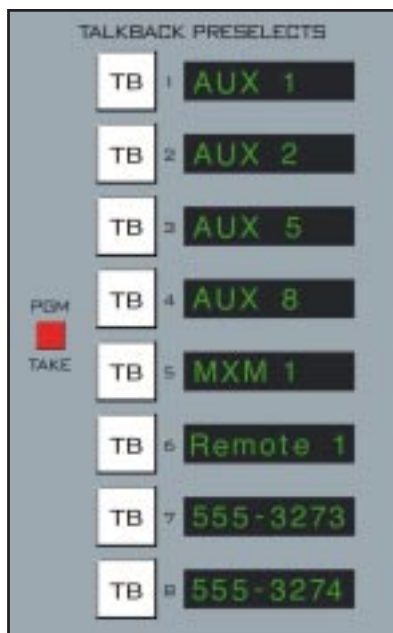 TALKBACK PRESELECTS
TB 1 AUX 1
TB 2 AUX 2
TB 3 AUX 5
TB 4 AUX 8
PGM
TAKE
TB 5 MXM 1
TB 6 Remote 1
TB 7 555-3273
TB 8 555-3274